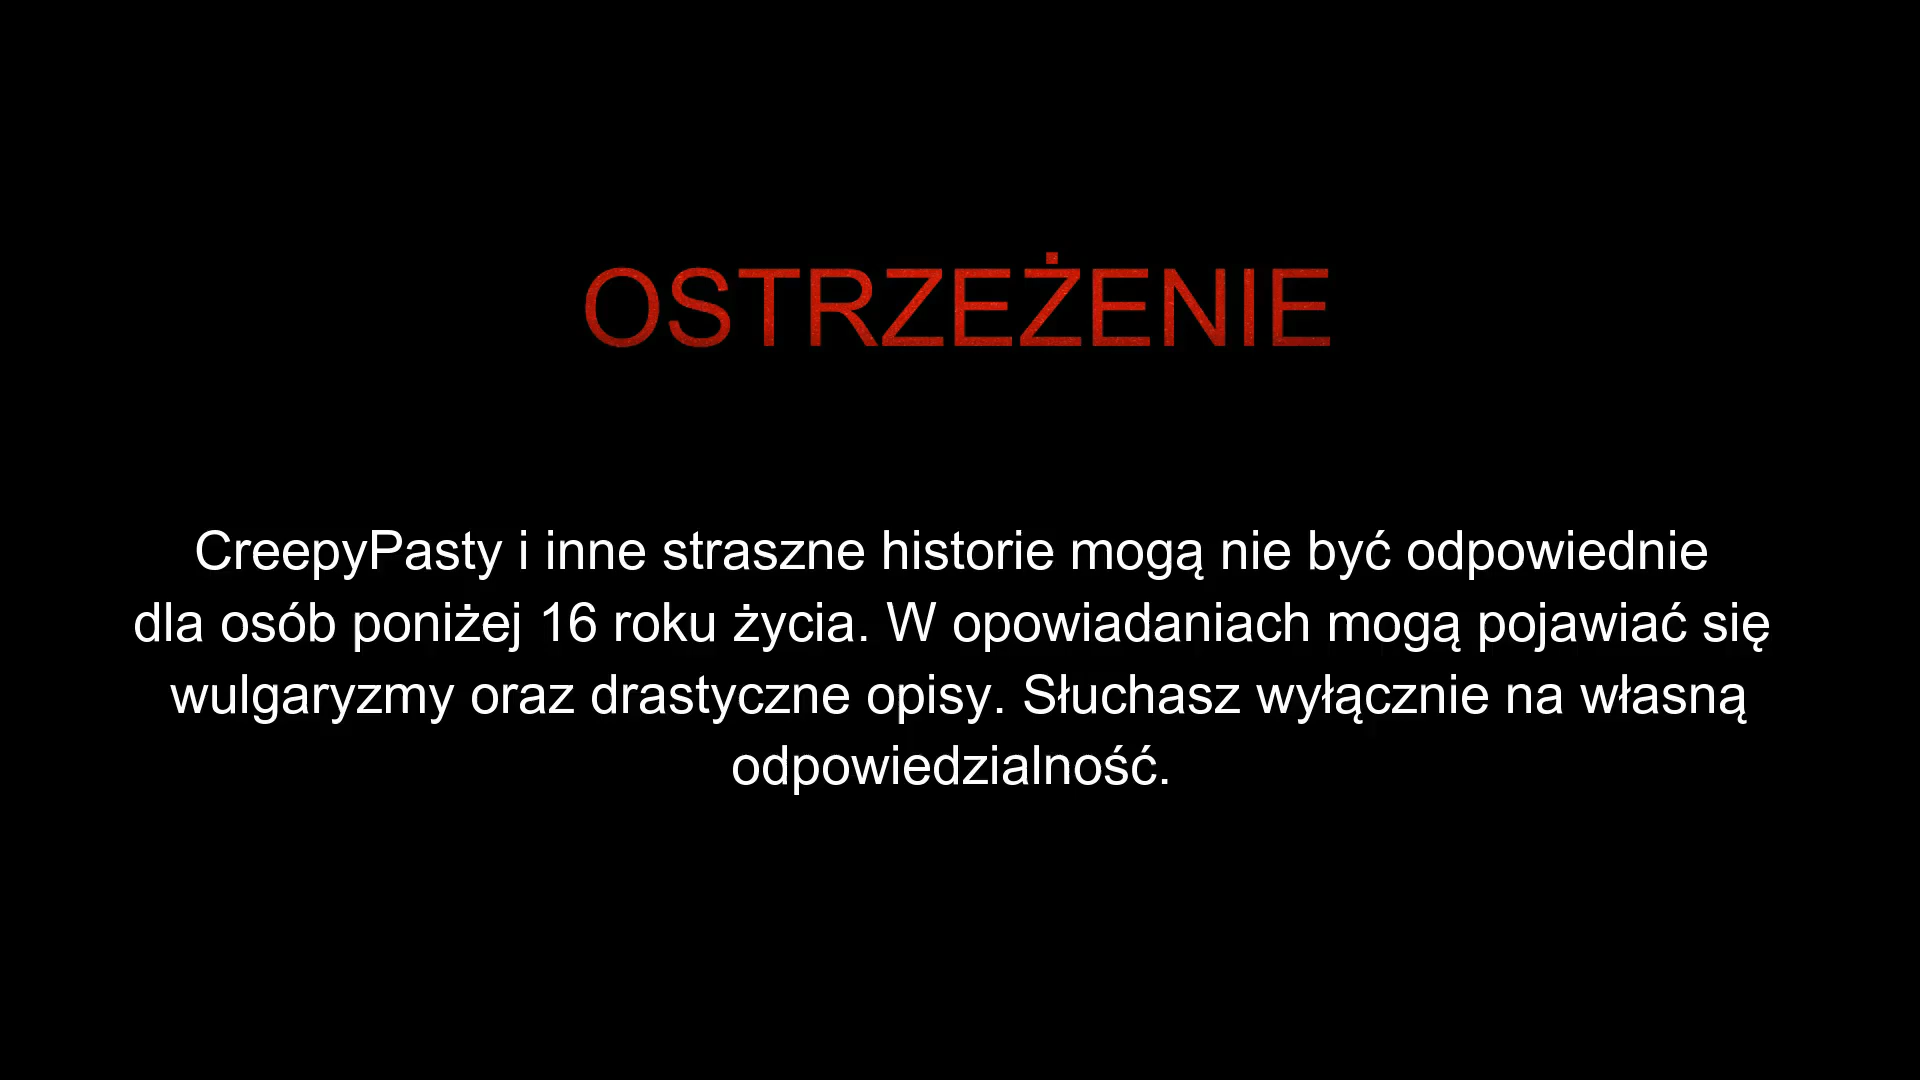 OSTRZEŻENIE
CreepyPasty i inne straszne historie mogą nie być odpowiednie
dla osób poniżej 16 roku życia. W opowiadaniach mogą pojawiać się
wulgaryzmy oraz drastyczne opisy. Słuchasz wyłącznie na własną
odpowiedzialność.